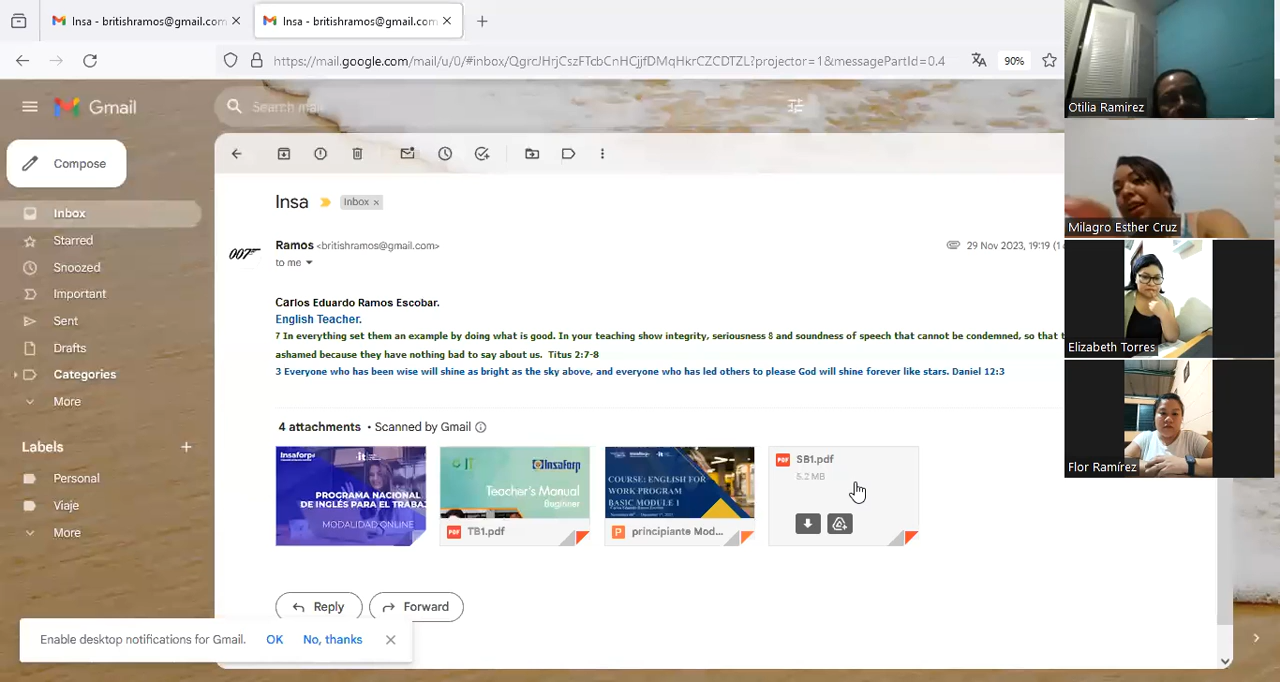 Insa - britishramos@gmail.com
Insa - britishramos@gmail.com
https://mail.google.com/mail/u/0/#inbox/QgrcJHrjCszFTcbCnHCjjfDMqHkrCZCDTZL?projector=1&messagePartId=0.4
90%
Gmail
Search mail
Compose
Inbox
Starred
Snoozed
Important
Sent
Drafts
Categories
More
Labels
Personal
Viaje
More
Insa
Inbox ×
007
Ramos <britishramos@gmail.com>
29 Nov 2023, 19:19
to me
Carlos Eduardo Ramos Escobar.
English Teacher.
7 In everything set them an example by doing what is good. In your teaching show integrity, seriousness 8 and soundness of speech that cannot be condemned, so that
ashamed because they have nothing bad to say about us. Titus 2:7-8
3 Everyone who has been wise will shine as bright as the sky above, and everyone who has led others to please God will shine forever like stars. Daniel 12:3
4 attachments • Scanned by Gmail
Insaforp
PROGRAMA NACIONAL
DE INGLÉS PARA EL TRABA
MODALIDAD ONLINE
Insaforp
Teacher's Manual
Beginner
PDF TB1.pdf
Insaforp
COURSE: ENGLISH FOR
WORK PROGRAM
BASIC MODULE 1
P principiante Mod...
PDF SB1.pdf
5.2 MB
Reply
Forward
Enable desktop notifications for Gmail. OK No, thanks
Otilia Ramirez
Milagro Esther Cruz
Elizabeth Torres
Flor Ramírez